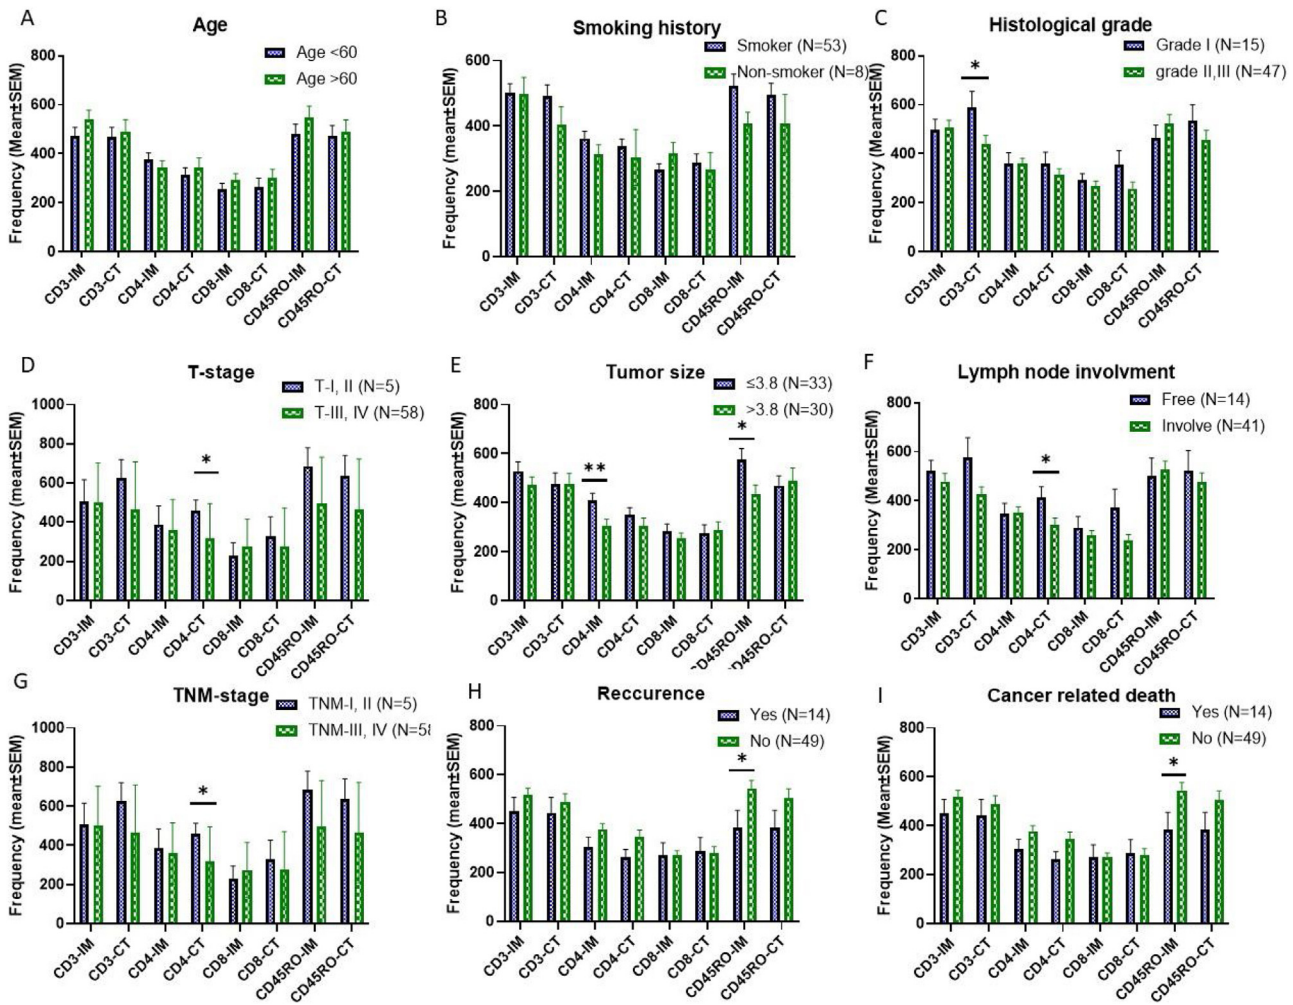 A
Age
Age <60
Age >60
Frequency (Mean±SEM)
800
600
400
200
0
CD3-IM
CD3-CT
CD4-IM
CD4-CT
CD8-IM
CD8-CT
CD45RO-IM
CD45RO-CT
B
Smoking history
Smoker (N=53)
Non-smoker (N=8)
Frequency (mean±SEM)
600
400
200
0
CD3-IM
CD3-CT
CD4-IM
CD4-CT
CD8-IM
CD8-CT
CD45RO-IM
CD45RO-CT
C
Histological grade
Grade I (N=15)
grade II,III (N=47)
Frequency (Mean±SEM)
800
600
400
200
0
*
CD3-IM
CD3-CT
CD4-IM
CD4-CT
CD8-IM
CD8-CT
CD45RO-IM
CD45RO-CT
D
T-stage
T-I, II (N=5)
T-III, IV (N=58)
Frequency (mean±SEM)
1000
800
600
400
200
0
*
CD3-IM
CD3-CT
CD4-IM
CD4-CT
CD8-IM
CD8-CT
CD45RO-IM
CD45RO-CT
E
Tumor size
≤3.8 (N=33)
>3.8 (N=30)
Frequency (mean±SEM)
800
600
400
200
0
**
*
CD3-IM
CD3-CT
CD4-IM
CD4-CT
CD8-IM
CD8-CT
CD45RO-IM
CD45RO-CT
F
Lymph node involvment
Free (N=14)
Involve (N=41)
Frequency (Mean±SEM)
800
600
400
200
0
*
CD3-IM
CD3-CT
CD4-IM
CD4-CT
CD8-IM
CD8-CT
CD45RO-IM
CD45RO-CT
G
TNM-stage
TNM-I, II (N=5)
TNM-III, IV (N=58
Frequency (mean±SEM)
1000
800
600
400
200
0
*
CD3-IM
CD3-CT
CD4-IM
CD4-CT
CD8-IM
CD8-CT
CD45RO-IM
CD45RO-CT
H
Reccurence
Yes (N=14)
No (N=49)
Frequency (mean±SEM)
800
600
400
200
0
*
CD3-IM
CD3-CT
CD4-IM
CD4-CT
CD8-IM
CD8-CT
CD45RO-IM
CD45RO-CT
I
Cancer related death
Yes (N=14)
No (N=49)
Frequency (Mean±SEM)
800
600
400
200
0
*
CD3-IM
CD3-CT
CD4-IM
CD4-CT
CD8-IM
CD8-CT
CD45RO-IM
CD45RO-CT